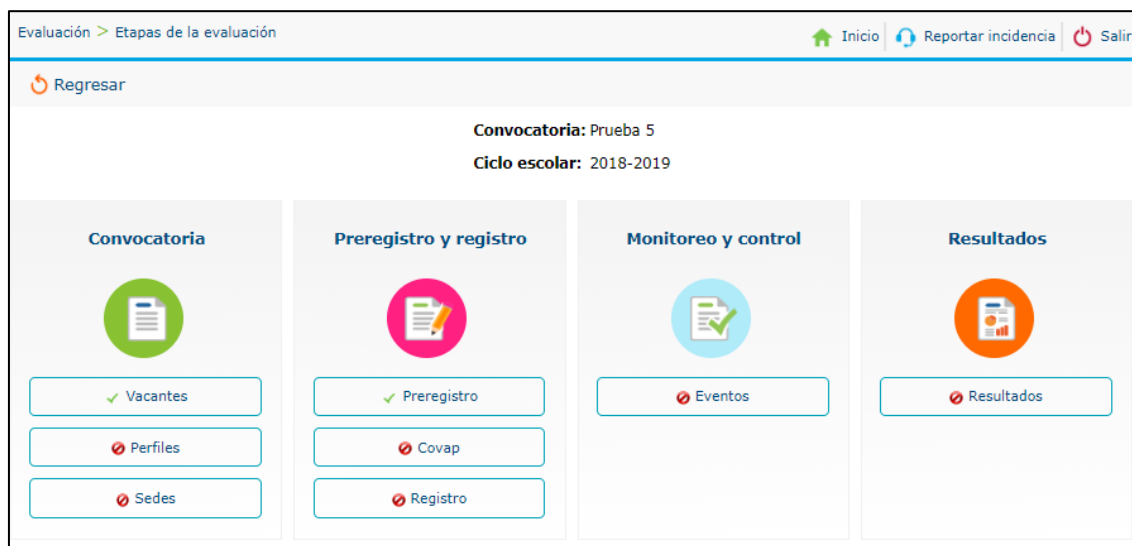 Evaluación > Etapas de la evaluación
Inicio Reportar incidencia Salir
Regresar
Convocatoria: Prueba 5
Ciclo escolar: 2018-2019
Convocatoria
Vacantes
Perfiles
Sedes
Preregistro y registro
Preregistro
Covap
Registro
Monitoreo y control
Eventos
Resultados
Resultados